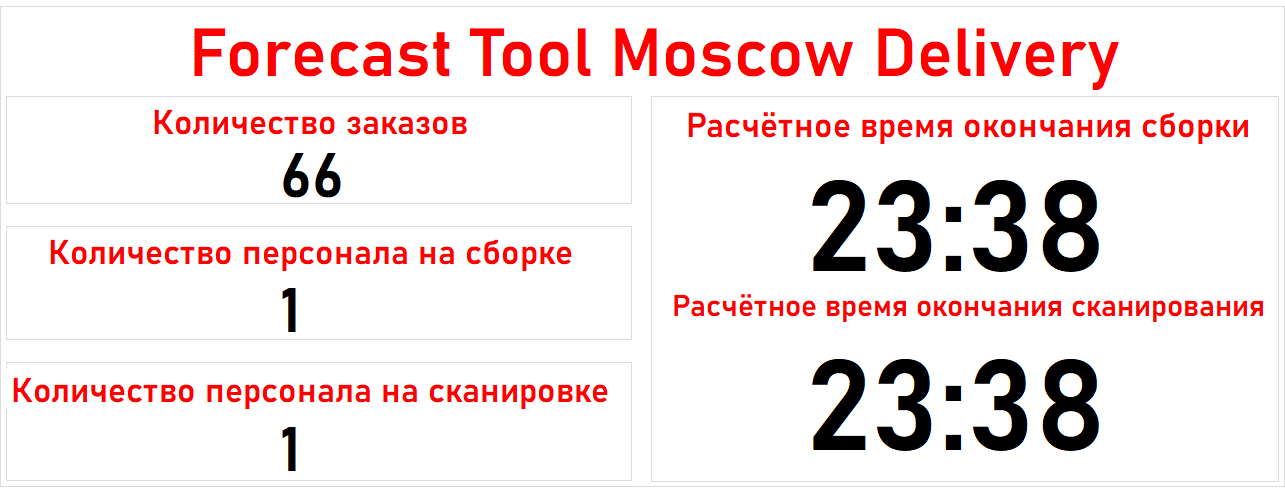 Forecast Tool Moscow Delivery
Количество заказов
66
Количество персонала на сборке
1
Количество персонала на сканировке
1
Расчётное время окончания сборки
23:38
Расчётное время окончания сканирования
23:38